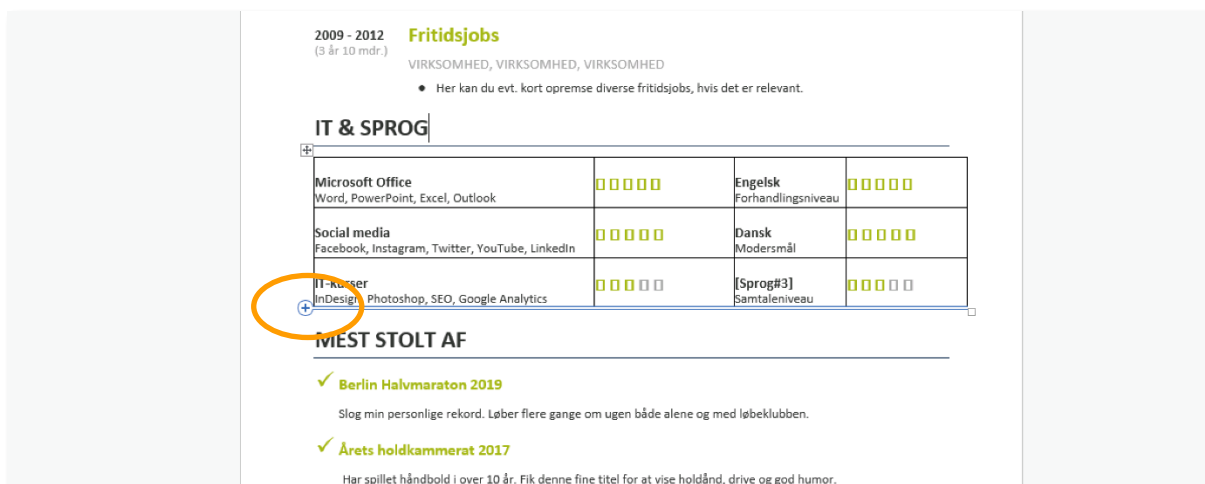 2009 - 2012 Fritidsjobs
(3 år 10 mdr.)
VIRKSOMHED, VIRKSOMHED, VIRKSOMHED
● Her kan du evt. kort opremse diverse fritidsjobs, hvis det er relevant.
IT & SPROG
Microsoft Office Engelsk
Word, PowerPoint, Excel, Outlook Forhandlingsniveau
Social media Dansk
Facebook, Instagram, Twitter, YouTube, LinkedIn Modersmål
IT-kurser [Sprog#3]
InDesign, Photoshop, SEO, Google Analytics Samtaleniveau
MEST STOLT AF
✓ Berlin Halvmaraton 2019
Slog min personlige rekord. Løber flere gange om ugen både alene og med løbeklubben.
✓ Årets holdkammerat 2017
Har spillet håndbold i over 10 år. Fik denne fine titel for at vise holdånd, drive og god humor.